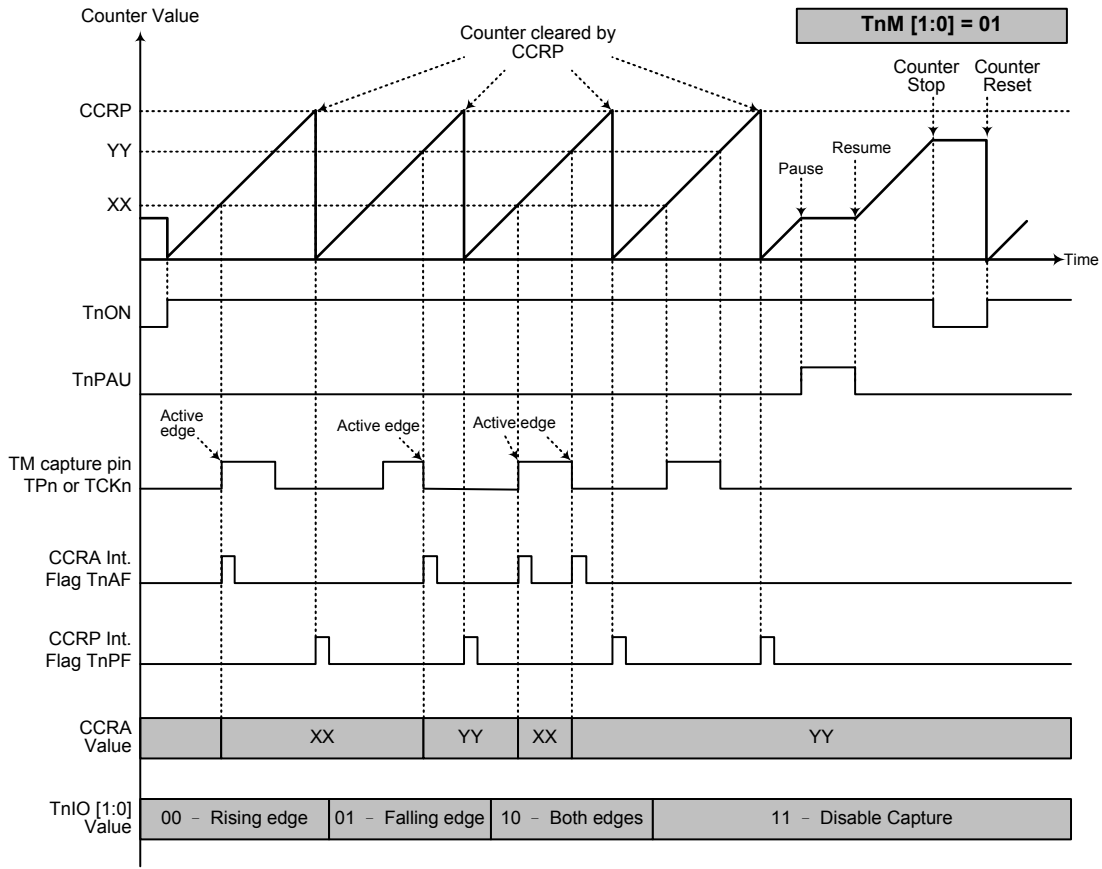 Counter Value
TnM [1:0] = 01
Counter cleared by
CCRP
Counter
Stop
Counter
Reset
CCRP
YY
XX
Pause
Resume
Time
TnON
TnPAU
Active
edge
Active edge
Active edge
TM capture pin
TPn or TCKn
CCRA Int.
Flag TnAF
CCRP Int.
Flag TnPF
CCRA
Value
XX
YY
XX
YY
TnIO [1:0]
Value
00 – Rising edge
01 – Falling edge
10 – Both edges
11 – Disable Capture